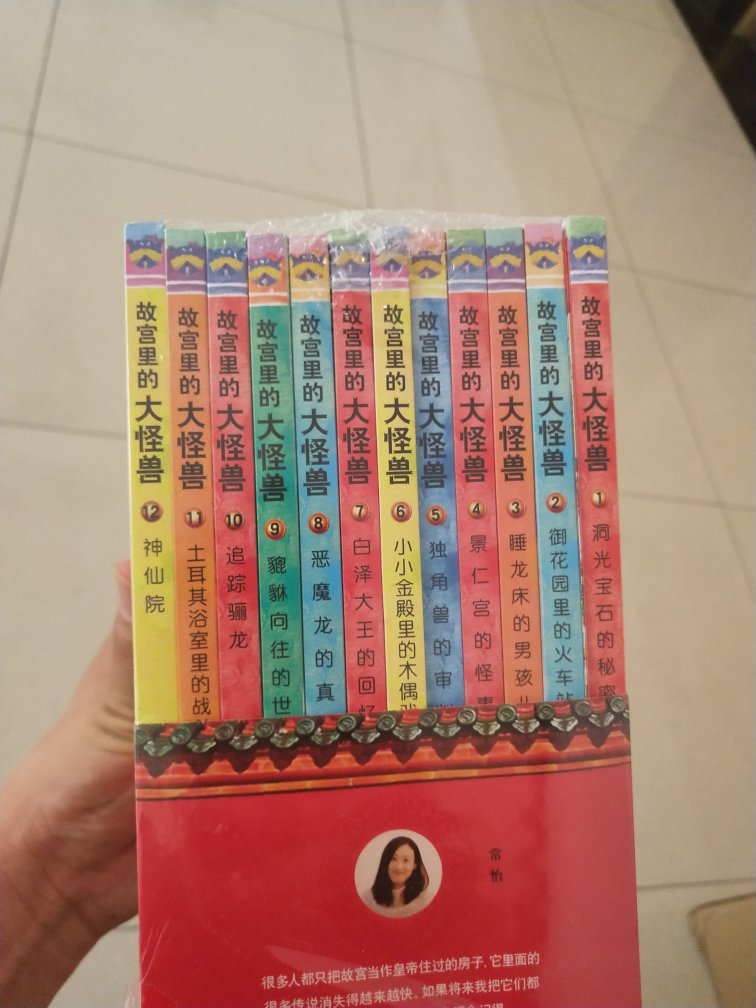 故宫里的大怪兽 12 神仙院
故宫里的大怪兽 11 土耳其浴室里的战
故宫里的大怪兽 10 追踪骊龙
故宫里的大怪兽 9 貔貅向往的世
故宫里的大怪兽 8 恶魔龙的真
故宫里的大怪兽 7 白泽大王的回
故宫里的大怪兽 6 小小金殿里的木偶戏
故宫里的大怪兽 5 独角兽的审
故宫里的大怪兽 4 景仁宫的怪事
故宫里的大怪兽 3 睡龙床的男孩
故宫里的大怪兽 2 御花园里的火车站
故宫里的大怪兽 1 洞光宝石的秘密
常怡
很多人都只把故宫当作皇帝住过的房子,它里面的
很多传说消失得越来越快。如果将来我把它们都